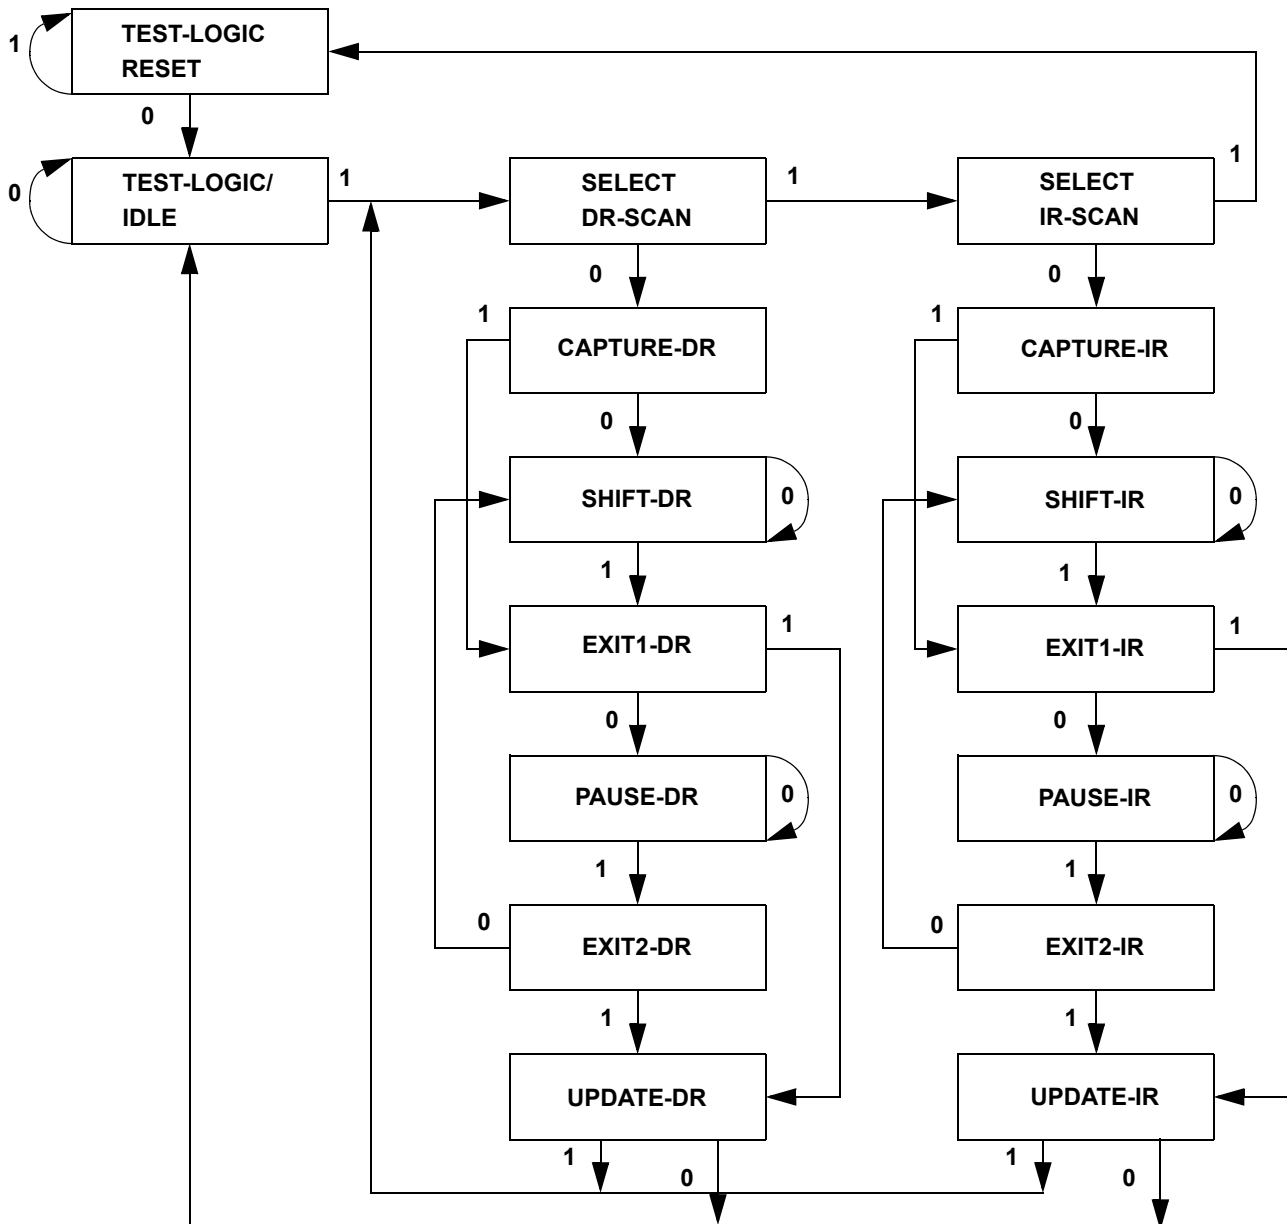 1
TEST-LOGIC
RESET
0
0
TEST-LOGIC/
IDLE
1
SELECT
DR-SCAN
1
SELECT
IR-SCAN
1
0
0
1
CAPTURE-DR
1
CAPTURE-IR
0
0
SHIFT-DR
0
SHIFT-IR
0
1
1
EXIT1-DR
1
EXIT1-IR
1
0
0
PAUSE-DR
0
PAUSE-IR
0
1
1
0
EXIT2-DR
0
EXIT2-IR
1
1
UPDATE-DR
UPDATE-IR
1
0
1
0